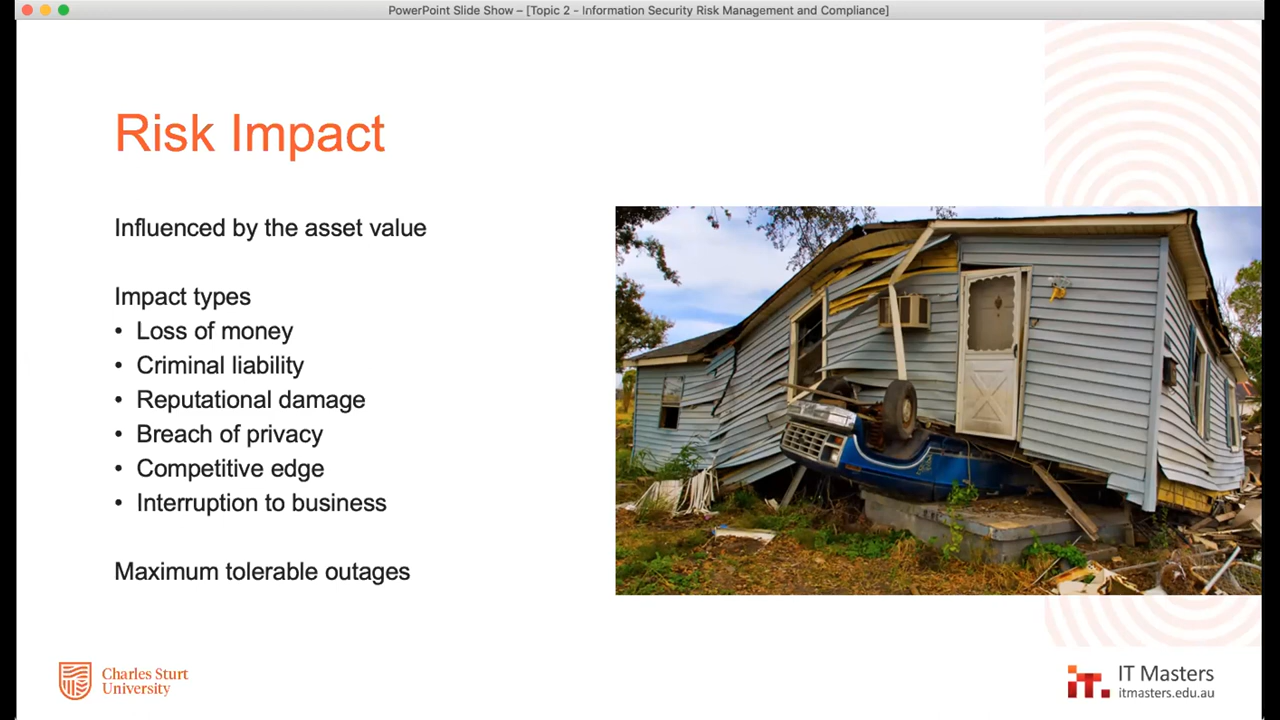 PowerPoint Slide Show – [Topic 2 - Information Security Risk Management and Compliance]
Risk Impact
Influenced by the asset value
Impact types
• Loss of money
• Criminal liability
• Reputational damage
• Breach of privacy
• Competitive edge
• Interruption to business
Maximum tolerable outages
Charles Sturt
University
it.
IT Masters
itmasters.edu.au